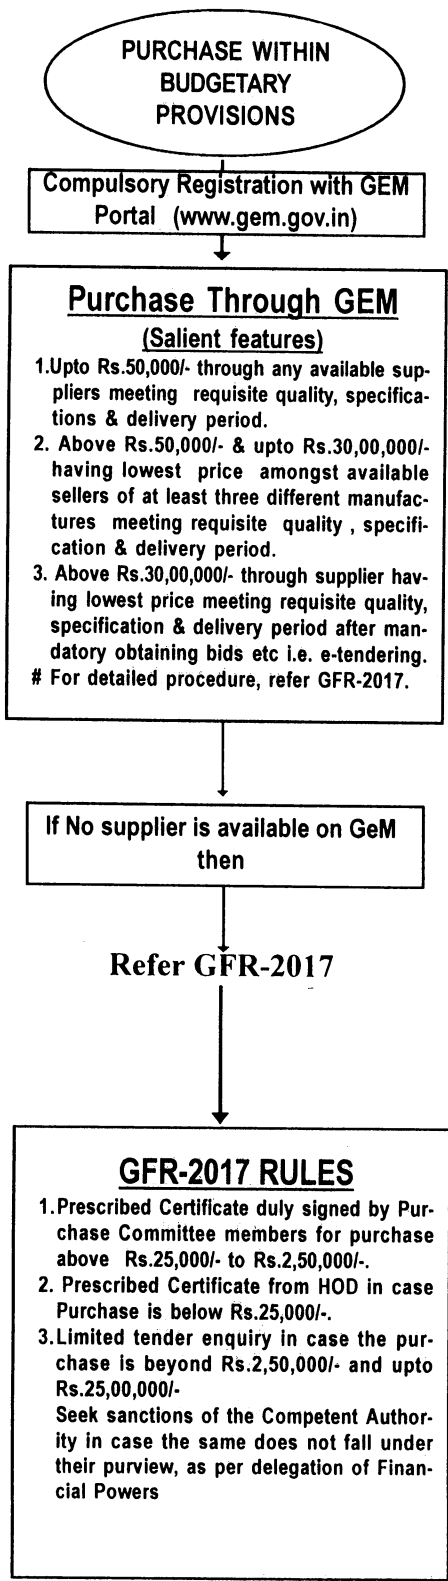 PURCHASE WITHIN
BUDGETARY
PROVISIONS
Compulsory Registration with GEM
Portal (www.gem.gov.in)
Purchase Through GEM
(Salient features)
1.Upto Rs.50,000/- through any available sup-
pliers meeting requisite quality, specifica-
tions & delivery period.
2. Above Rs.50,000/- & upto Rs.30,00,000/-
having lowest price amongst available
sellers of at least three different manufac-
tures meeting requisite quality , specifi-
cation & delivery period.
3. Above Rs.30,00,000/- through supplier hav-
ing lowest price meeting requisite quality,
specification & delivery period after man-
datory obtaining bids etc i.e. e-tendering.
# For detailed procedure, refer GFR-2017.
If No supplier is available on GeM
then
Refer GFR-2017
GFR-2017 RULES
1.Prescribed Certificate duly signed by Pur-
chase Committee members for purchase
above Rs.25,000/- to Rs.2,50,000/-.
2. Prescribed Certificate from HOD in case
Purchase is below Rs.25,000/-.
3.Limited tender enquiry in case the pur-
chase is beyond Rs.2,50,000/- and upto
Rs.25,00,000/-
Seek sanctions of the Competent Author-
ity in case the same does not fall under
their purview, as per delegation of Finan-
cial Powers